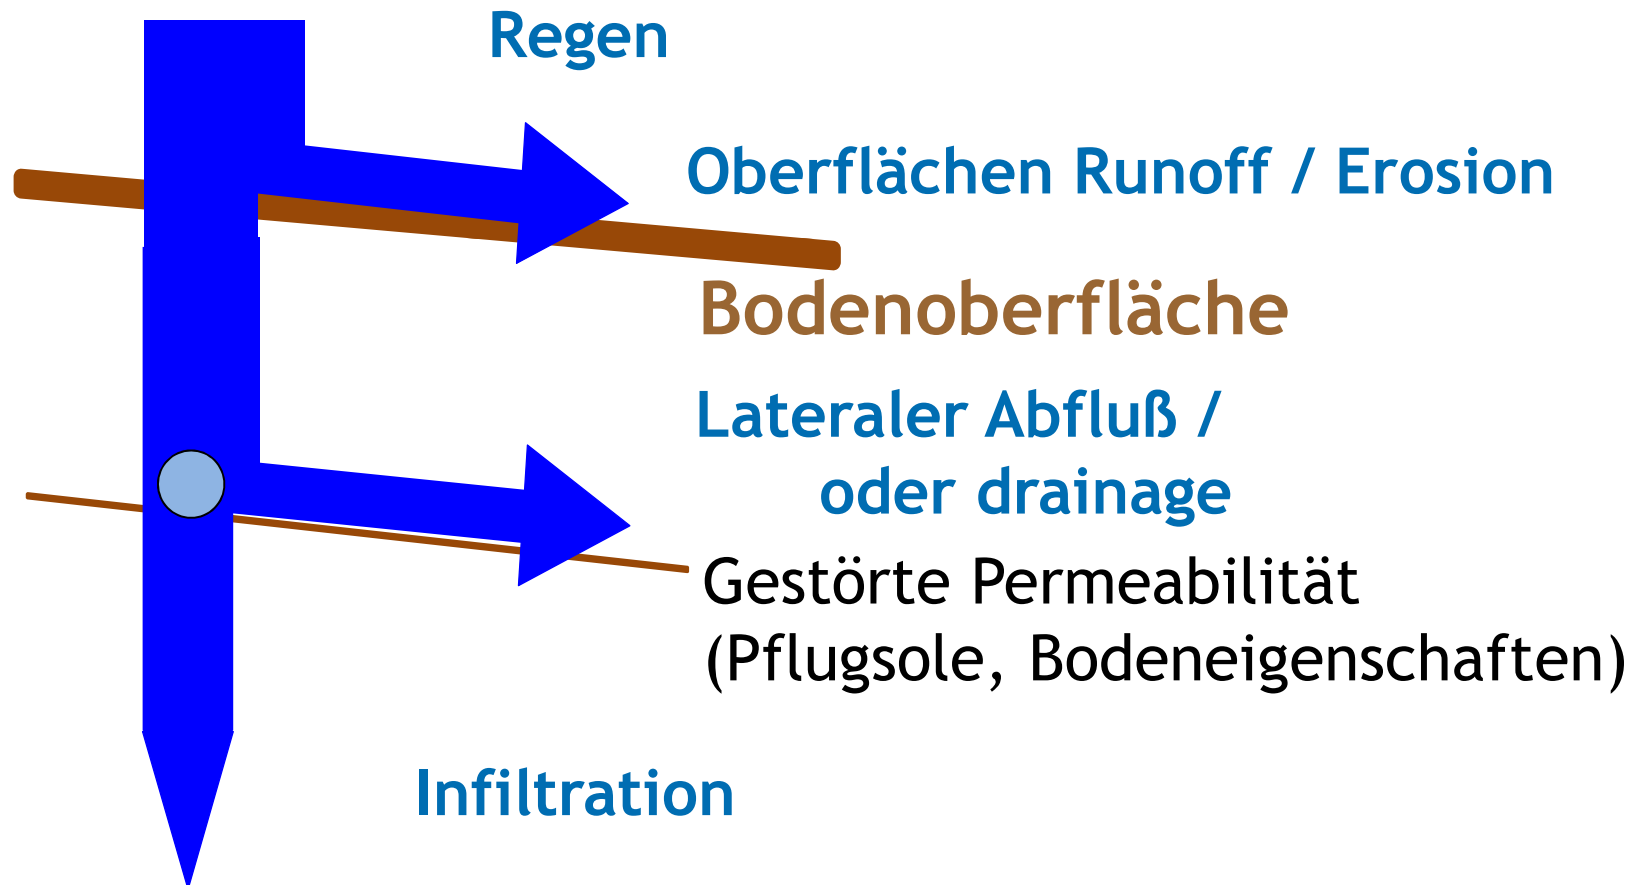 Regen
Oberflächen Runoff / Erosion
Bodenoberfläche
Lateraler Abfluß /
oder drainage
Gestörte Permeabilität
(Pflugsole, Bodeneigenschaften)
Infiltration